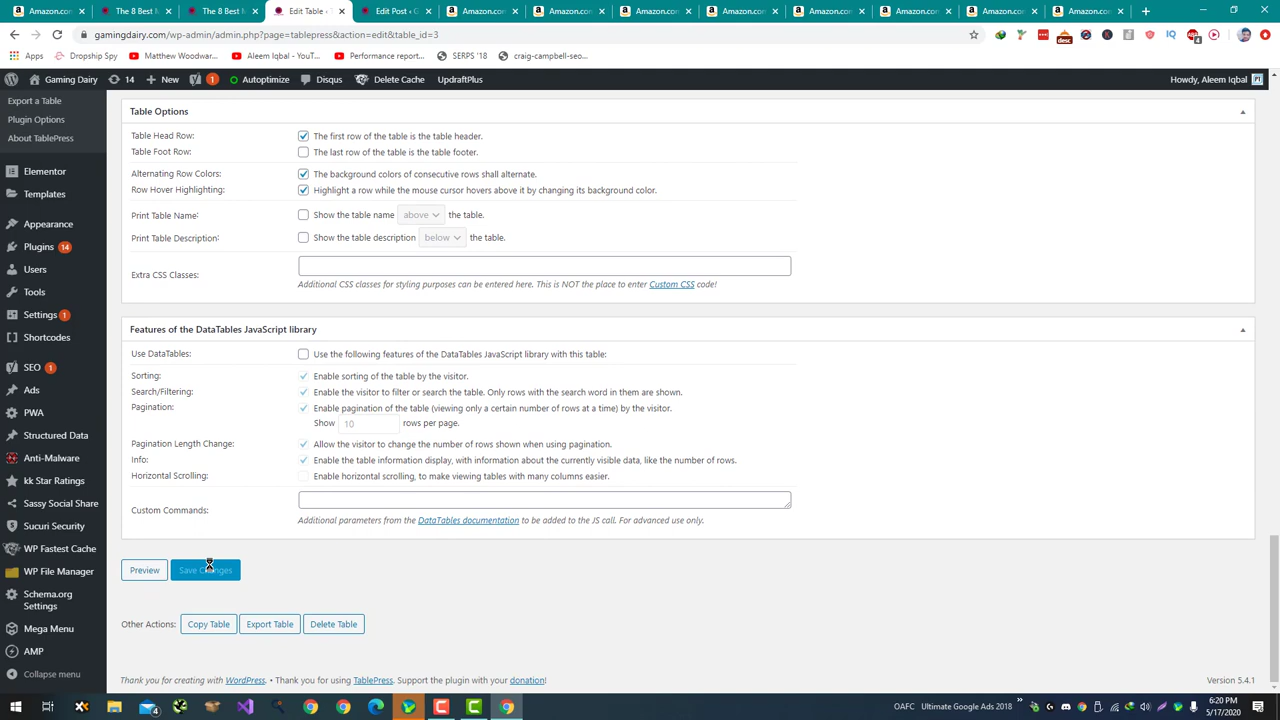 Amazon.con
The 8 Best M
The 8 Best M
Edit Table ‹ T
Edit Post ‹ G
Amazon.con
Amazon.con
Amazon.con
Amazon.con
Amazon.con
Amazon.con
Amazon.con
Amazon.con
gamingdairy.com/wp-admin/admin.php?page=tablepress&action=edit&table_id=3
Apps
Dropship Spy
Matthew Woodwar...
Aleem Iqbal - YouT...
Performance report...
SERPS '18
craig-campbell-seo...
Gaming Dairy
14
New
1
Autoptimize
Disqus
Delete Cache
UpdraftPlus
Howdy, Aleem Iqbal
Export a Table
Plugin Options
About TablePress
Elementor
Templates
Appearance
Plugins 14
Users
Tools
Settings 1
Shortcodes
SEO 1
Ads
PWA
Structured Data
Anti-Malware
kk Star Ratings
Sassy Social Share
Sucuri Security
WP Fastest Cache
WP File Manager
Schema.org
Settings
Mega Menu
AMP
Collapse menu
Table Options
Table Head Row: The first row of the table is the table header.
Table Foot Row: The last row of the table is the table footer.
Alternating Row Colors: The background colors of consecutive rows shall alternate.
Row Hover Highlighting: Highlight a row while the mouse cursor hovers above it by changing its background color.
Print Table Name: Show the table name above the table.
Print Table Description: Show the table description below the table.
Extra CSS Classes:
Additional CSS classes for styling purposes can be entered here. This is NOT the place to enter Custom CSS code!
Features of the DataTables JavaScript library
Use DataTables: Use the following features of the DataTables JavaScript library with this table:
Sorting: Enable sorting of the table by the visitor.
Search/Filtering: Enable the visitor to filter or search the table. Only rows with the search word in them are shown.
Pagination: Enable pagination of the table (viewing only a certain number of rows at a time) by the visitor.
Show 10 rows per page.
Pagination Length Change: Allow the visitor to change the number of rows shown when using pagination.
Info: Enable the table information display, with information about the currently visible data, like the number of rows.
Horizontal Scrolling: Enable horizontal scrolling, to make viewing tables with many columns easier.
Custom Commands:
Additional parameters from the DataTables documentation to be added to the JS call. For advanced use only.
Preview
Save Changes
Other Actions: Copy Table Export Table Delete Table
Thank you for creating with WordPress. • Thank you for using TablePress. Support the plugin with your donation!
Version 5.4.1
OAFC
Ultimate Google Ads 2018
6:20 PM
5/17/2020